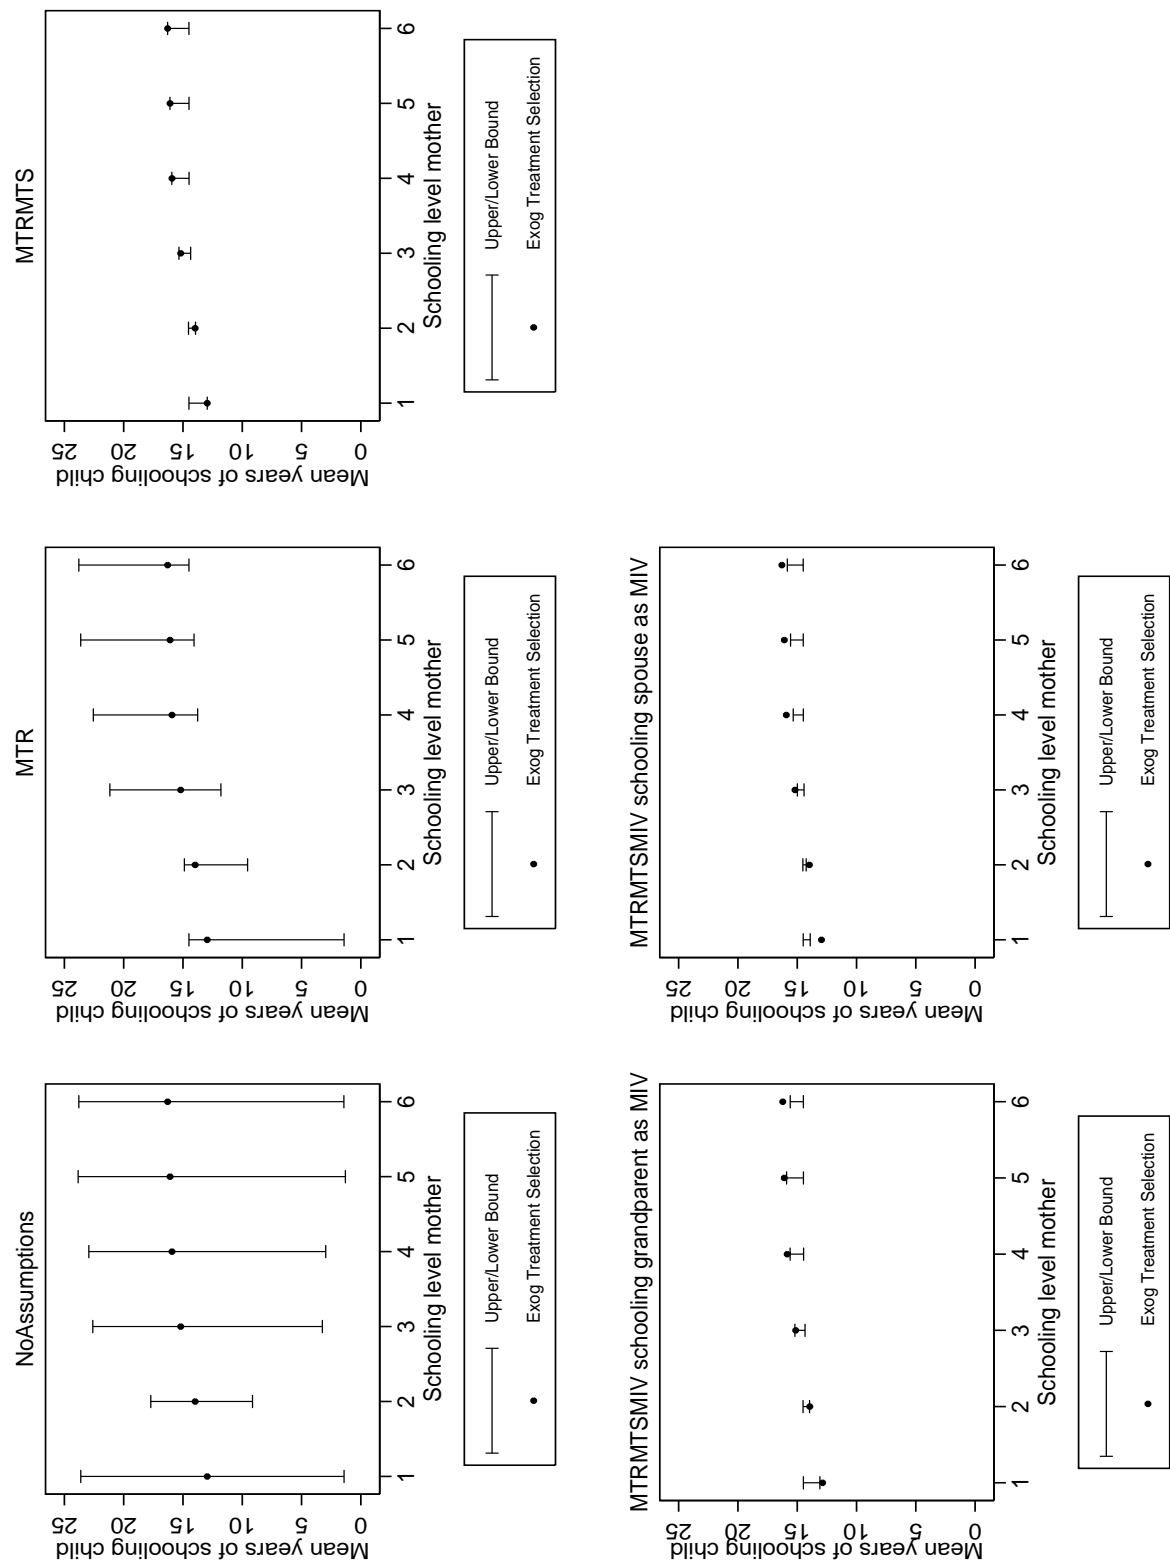 NoAssumptions
Mean years of schooling child
0 5 10 15 20 25
1 2 3 4 5 6
Schooling level mother
Upper/Lower Bound
Exog Treatment Selection
MTR
Mean years of schooling child
0 5 10 15 20 25
1 2 3 4 5 6
Schooling level mother
Upper/Lower Bound
Exog Treatment Selection
MTRMTS
Mean years of schooling child
0 5 10 15 20 25
1 2 3 4 5 6
Schooling level mother
Upper/Lower Bound
Exog Treatment Selection
MTRMTSMIV schooling grandparent as MIV
Mean years of schooling child
0 5 10 15 20 25
1 2 3 4 5 6
Schooling level mother
Upper/Lower Bound
Exog Treatment Selection
MTRMTSMIV schooling spouse as MIV
Mean years of schooling child
0 5 10 15 20 25
1 2 3 4 5 6
Schooling level mother
Upper/Lower Bound
Exog Treatment Selection